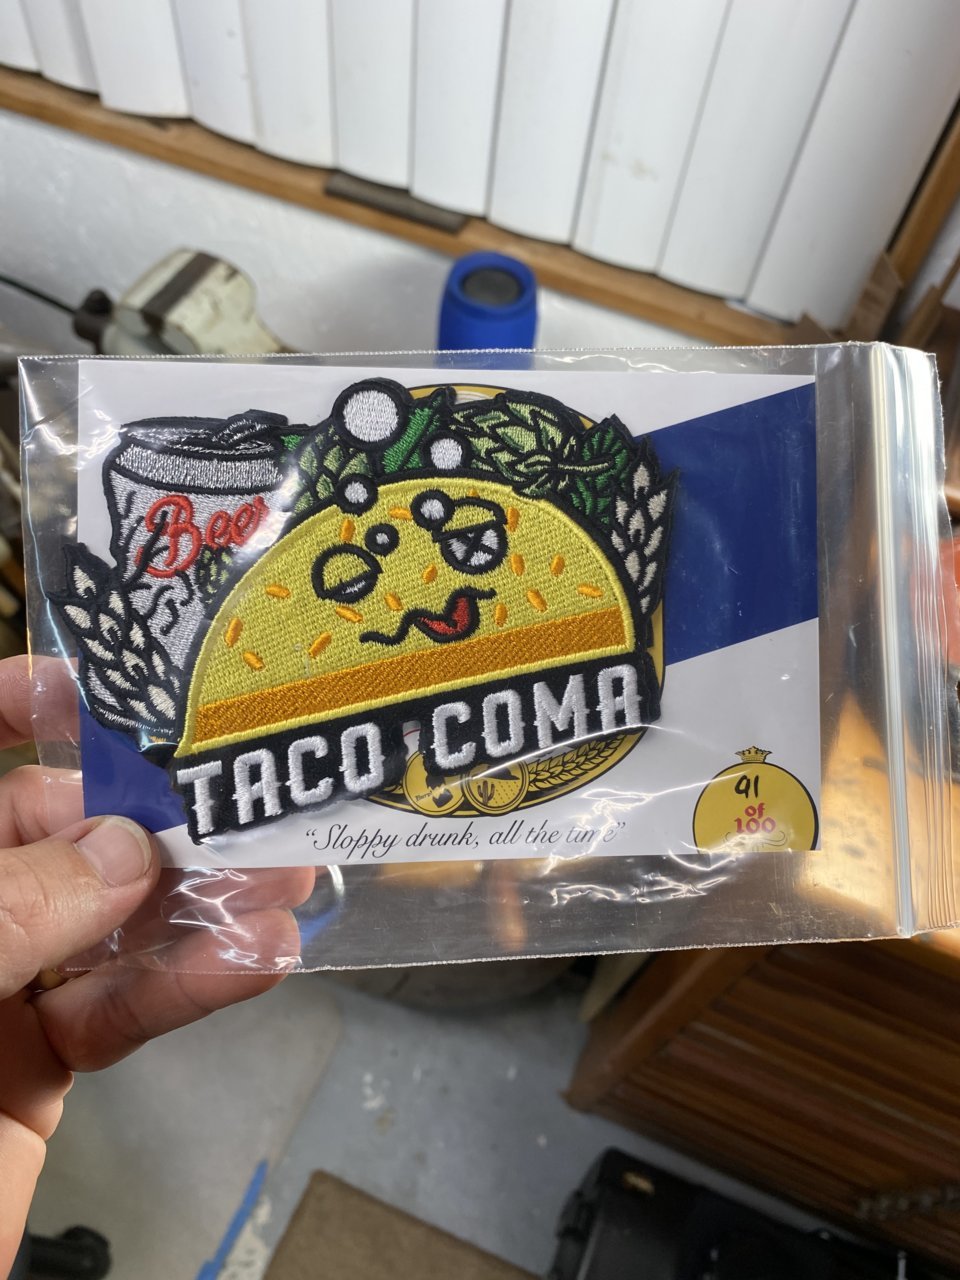 Beer
TACO COMA
91
of
100
"Sloppy drunk, all the time"